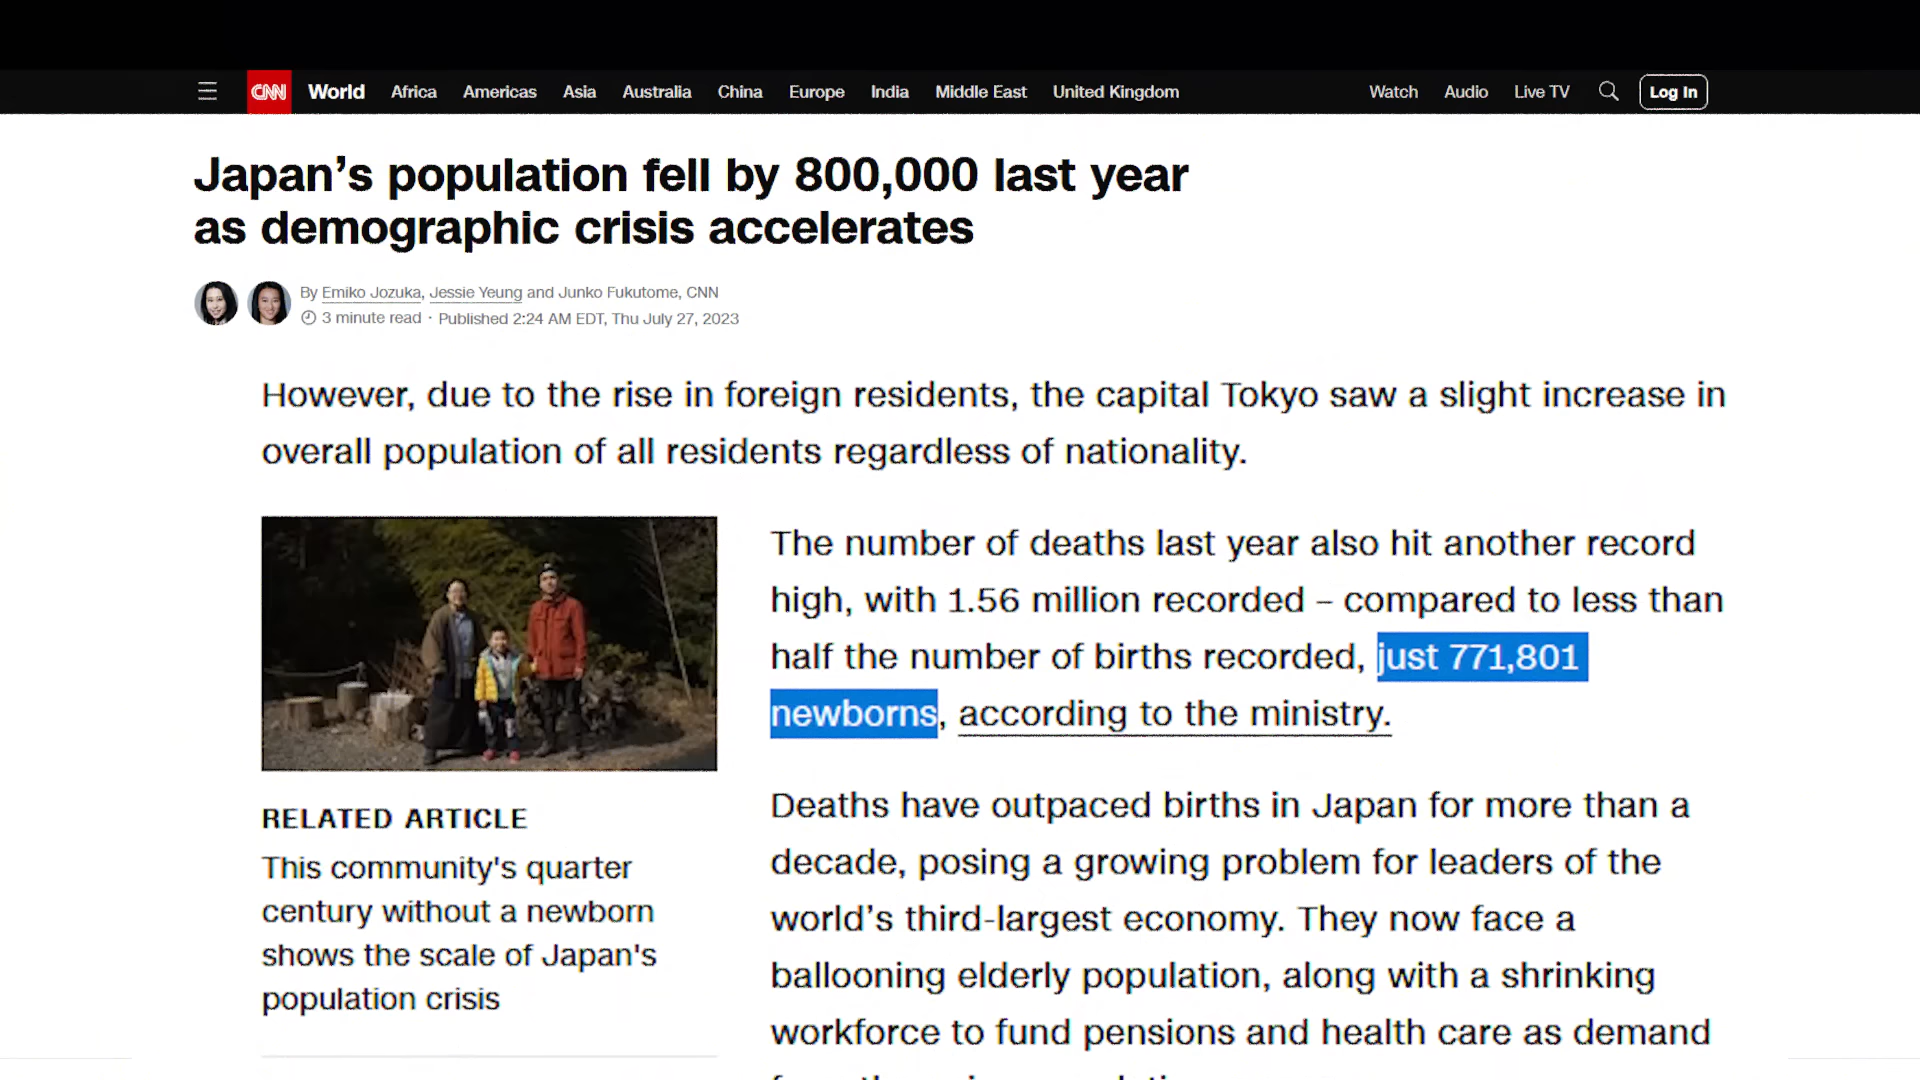 CNN World Africa Americas Asia Australia China Europe India Middle East United Kingdom Watch Audio Live TV Log In
Japan’s population fell by 800,000 last year
as demographic crisis accelerates
By Emiko Jozuka, Jessie Yeung and Junko Fukutome, CNN
3 minute read · Published 2:24 AM EDT, Thu July 27, 2023
However, due to the rise in foreign residents, the capital Tokyo saw a slight increase in
overall population of all residents regardless of nationality.
The number of deaths last year also hit another record
high, with 1.56 million recorded – compared to less than
half the number of births recorded, just 771,801
newborns, according to the ministry.
RELATED ARTICLE
This community's quarter
century without a newborn
shows the scale of Japan's
population crisis
Deaths have outpaced births in Japan for more than a
decade, posing a growing problem for leaders of the
world’s third-largest economy. They now face a
ballooning elderly population, along with a shrinking
workforce to fund pensions and health care as demand